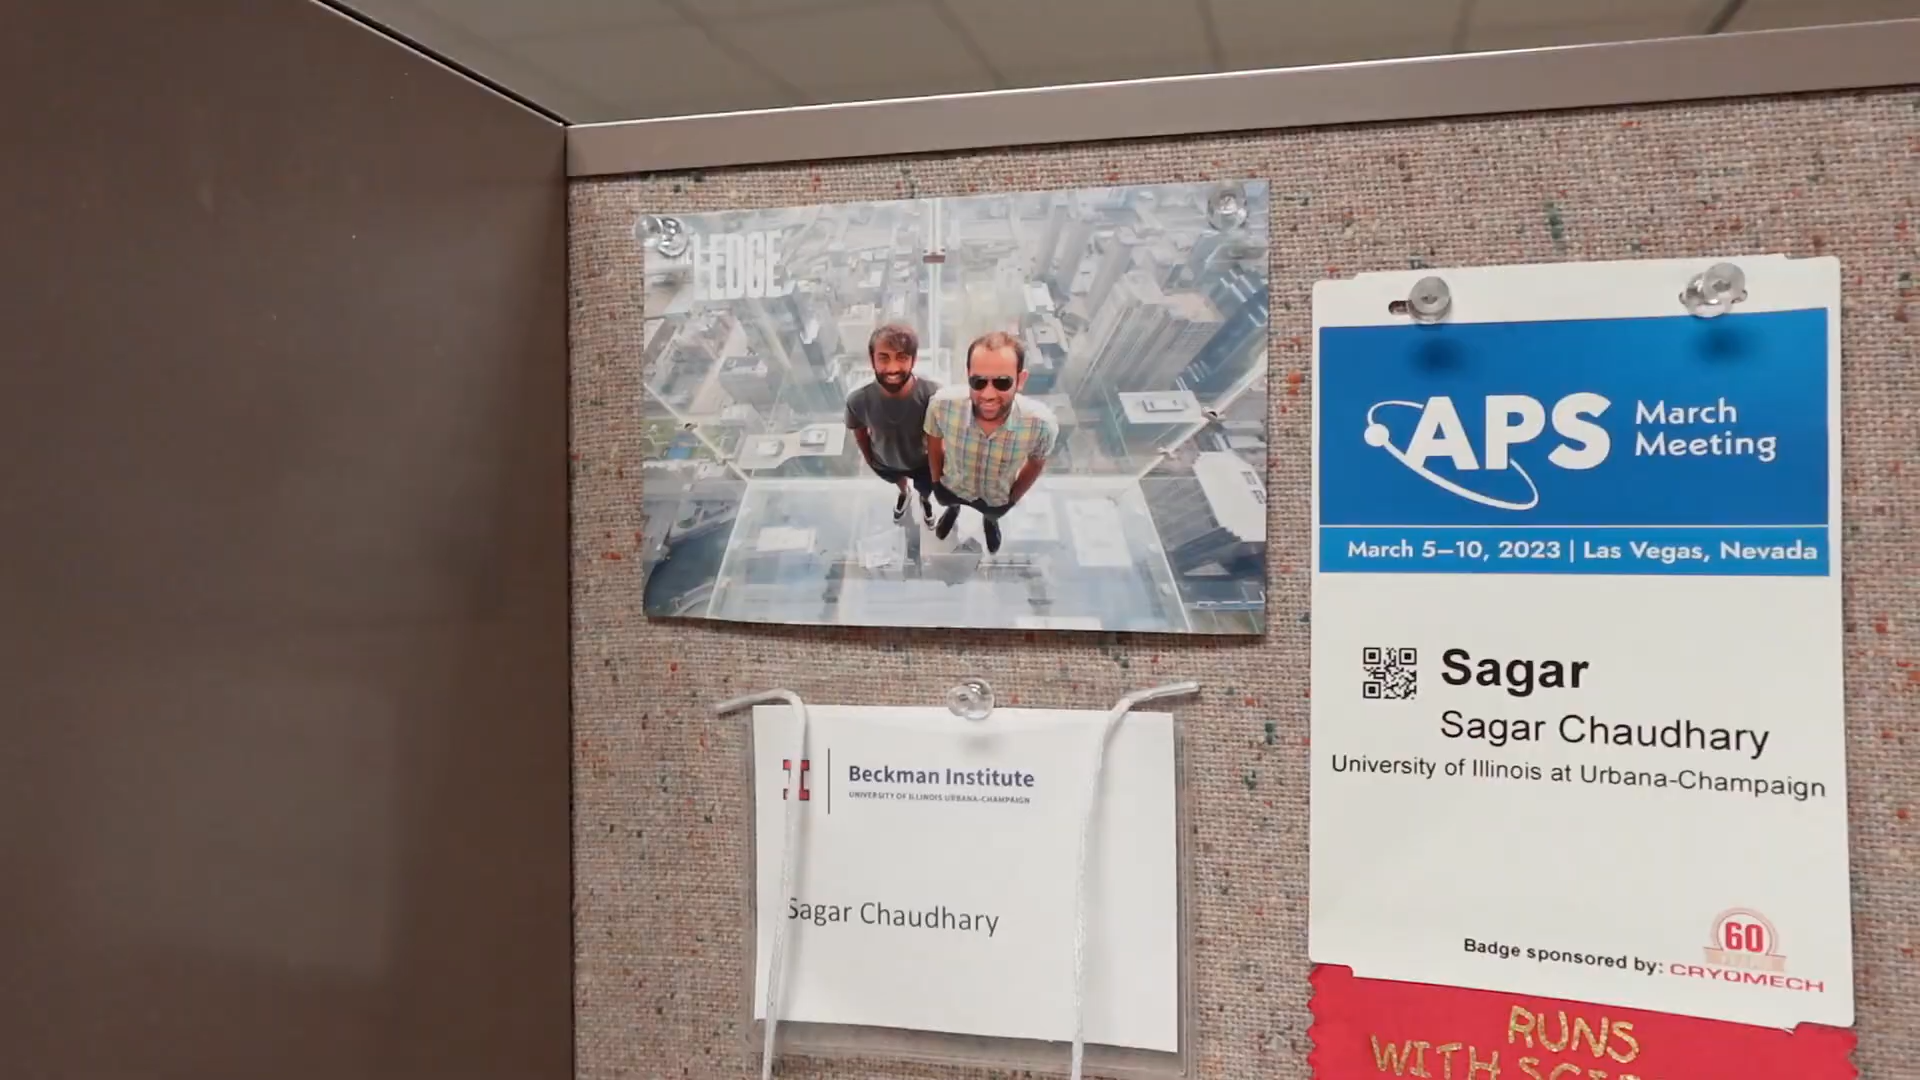 LEDGE
APS March
Meeting
March 5–10, 2023 | Las Vegas, Nevada
Sagar
Sagar Chaudhary
University of Illinois at Urbana-Champaign
Badge sponsored by: CRYOMECH
60
RUNS
WITH
I
Beckman Institute
UNIVERSITY OF ILLINOIS URBANA-CHAMPAIGN
Sagar Chaudhary